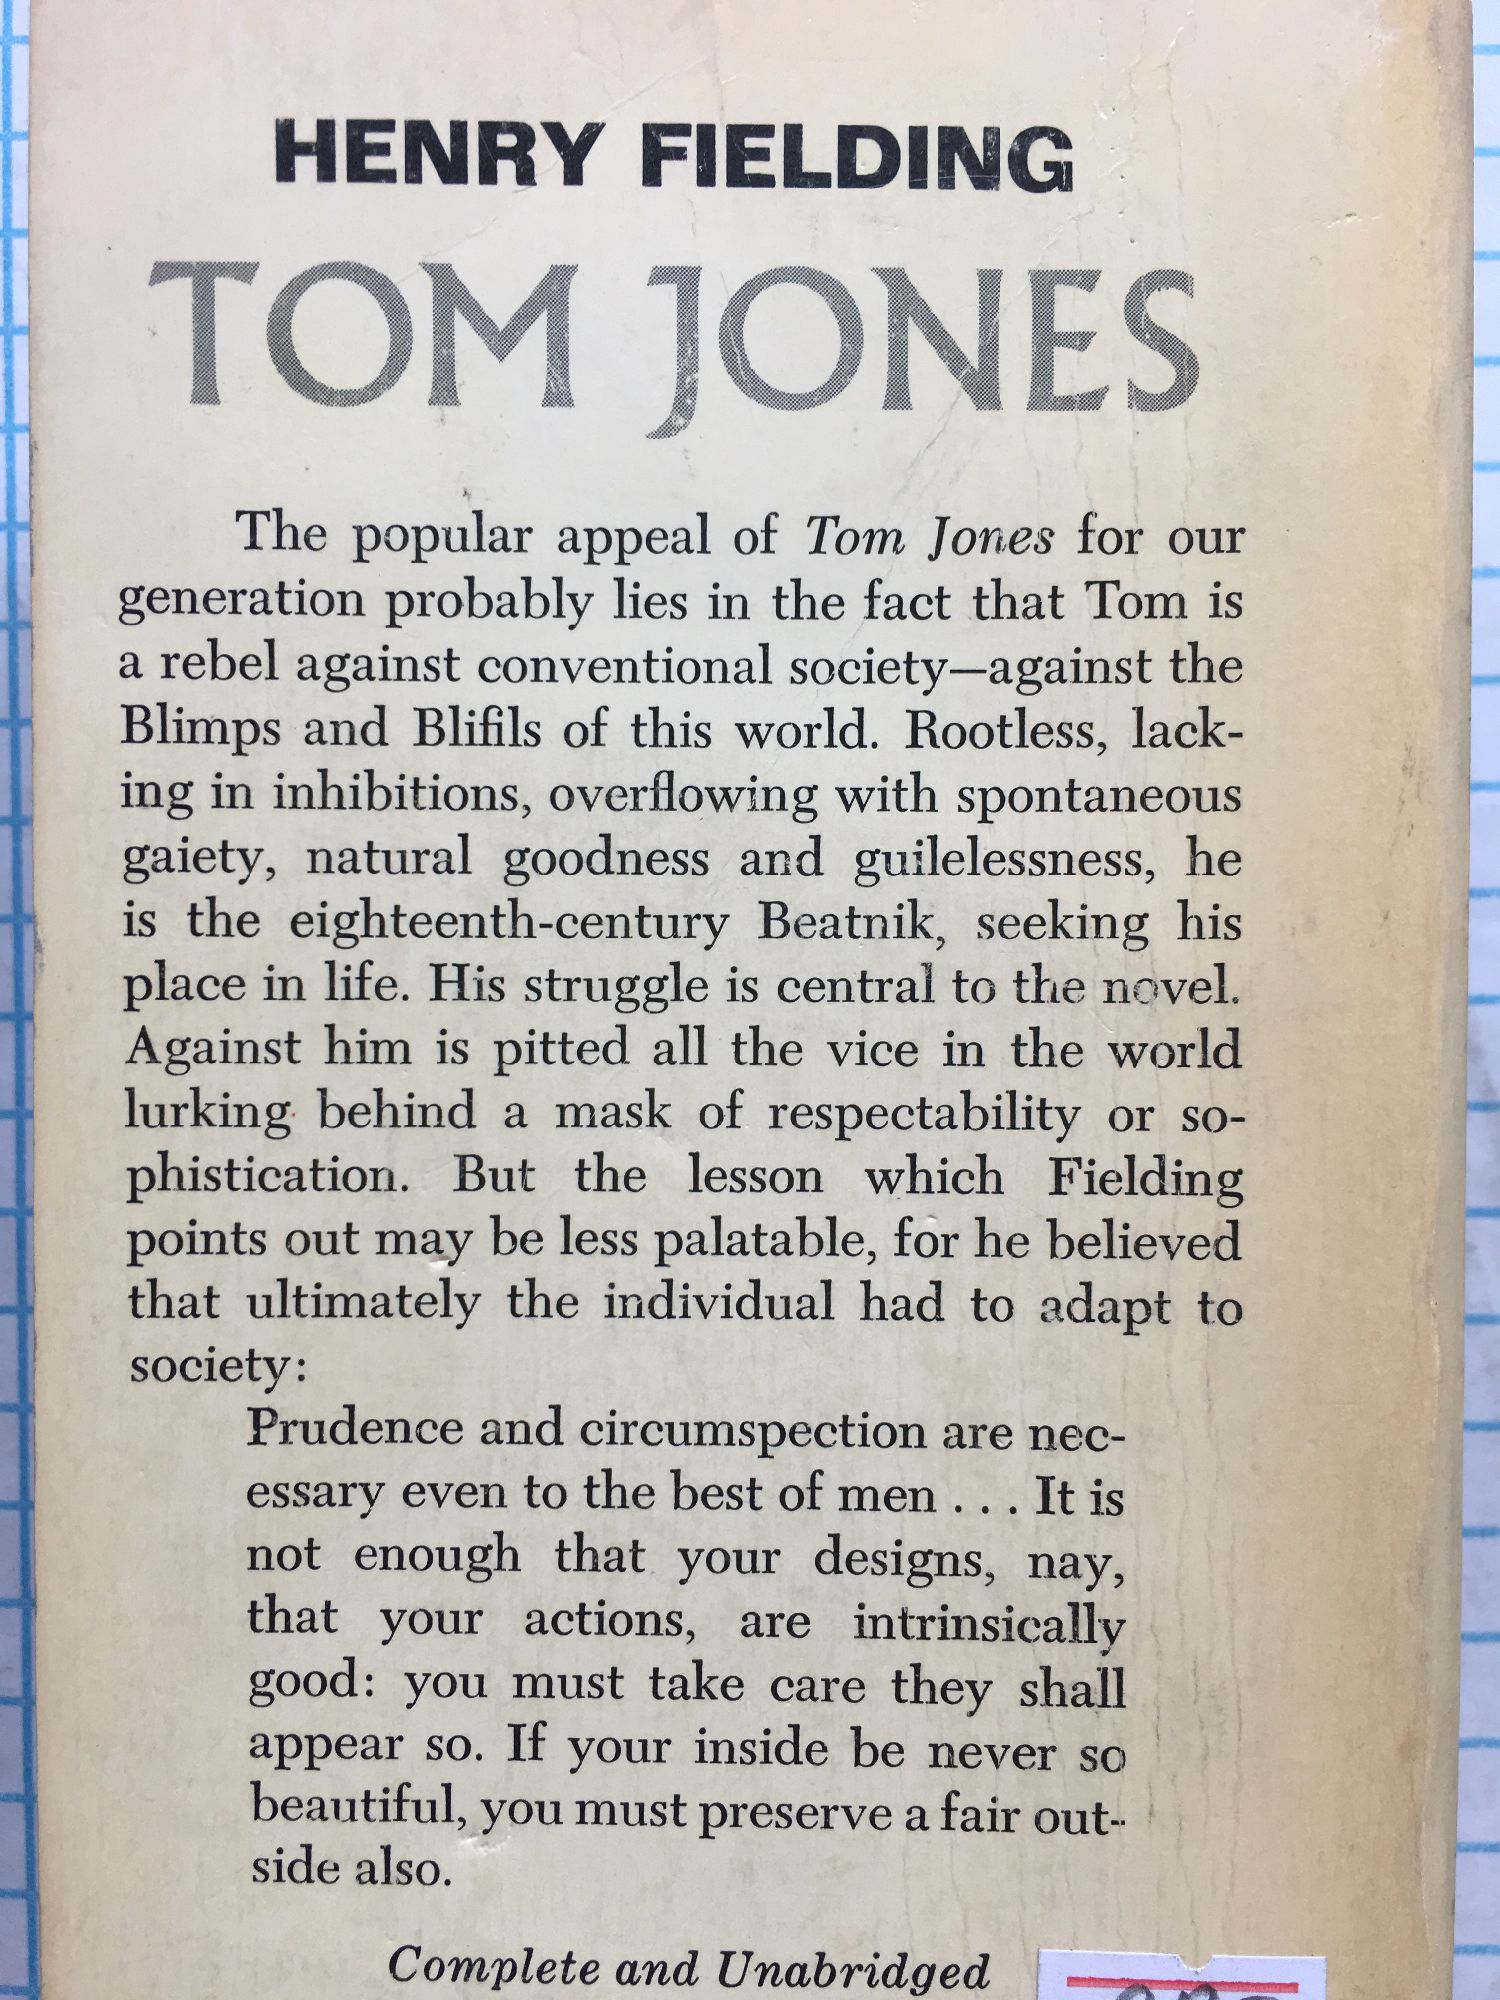 HENRY FIELDING
TOM JONES
The popular appeal of Tom Jones for our
generation probably lies in the fact that Tom is
a rebel against conventional society—against the
Blimps and Blifils of this world. Rootless, lack-
ing in inhibitions, overflowing with spontaneous
gaiety, natural goodness and guilelessness, he
is the eighteenth-century Beatnik, seeking his
place in life. His struggle is central to the novel.
Against him is pitted all the vice in the world
lurking behind a mask of respectability or so-
phistication. But the lesson which Fielding
points out may be less palatable, for he believed
that ultimately the individual had to adapt to
society:
Prudence and circumspection are nec-
essary even to the best of men . . . It is
not enough that your designs, nay,
that your actions, are intrinsically
good: you must take care they shall
appear so. If your inside be never so
beautiful, you must preserve a fair out-
side also.
Complete and Unabridged